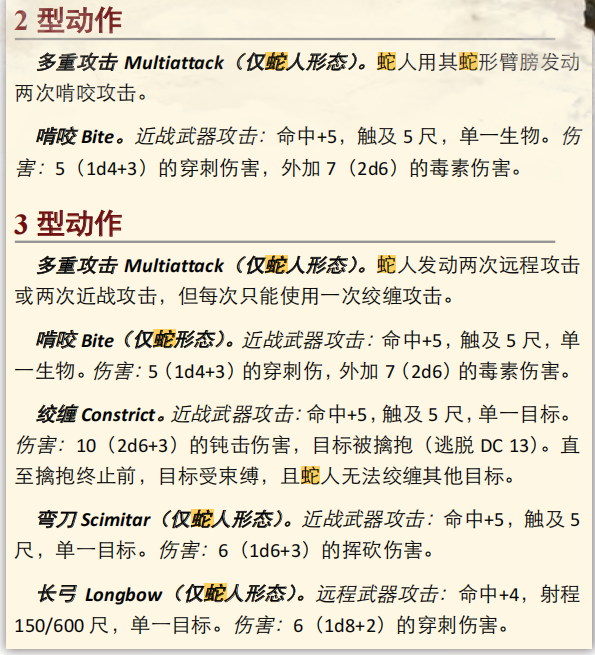 2 型动作
多重攻击 Multiattack（仅蛇人形态）。蛇人用其蛇形臂膀发动
两次啃咬攻击。
啃咬 Bite。近战武器攻击：命中+5，触及 5 尺，单一生物。伤
害：5（1d4+3）的穿刺伤害，外加 7（2d6）的毒素伤害。
3 型动作
多重攻击 Multiattack（仅蛇人形态）。蛇人发动两次远程攻击
或两次近战攻击，但每次只能使用一次绞缠攻击。
啃咬 Bite（仅蛇形态）。近战武器攻击：命中+5，触及 5 尺，单
一生物。伤害：5（1d4+3）的穿刺伤，外加 7（2d6）的毒素伤害。
绞缠 Constrict。近战武器攻击：命中+5，触及 5 尺，单一目标。
伤害：10（2d6+3）的钝击伤害，目标被擒抱（逃脱 DC 13）。直
至擒抱终止前，目标受束缚，且蛇人无法绞缠其他目标。
弯刀 Scimitar（仅蛇人形态）。近战武器攻击：命中+5，触及 5
尺，单一目标。伤害：6（1d6+3）的挥砍伤害。
长弓 Longbow（仅蛇人形态）。远程武器攻击：命中+4，射程
150/600 尺，单一目标。伤害：6（1d8+2）的穿刺伤害。